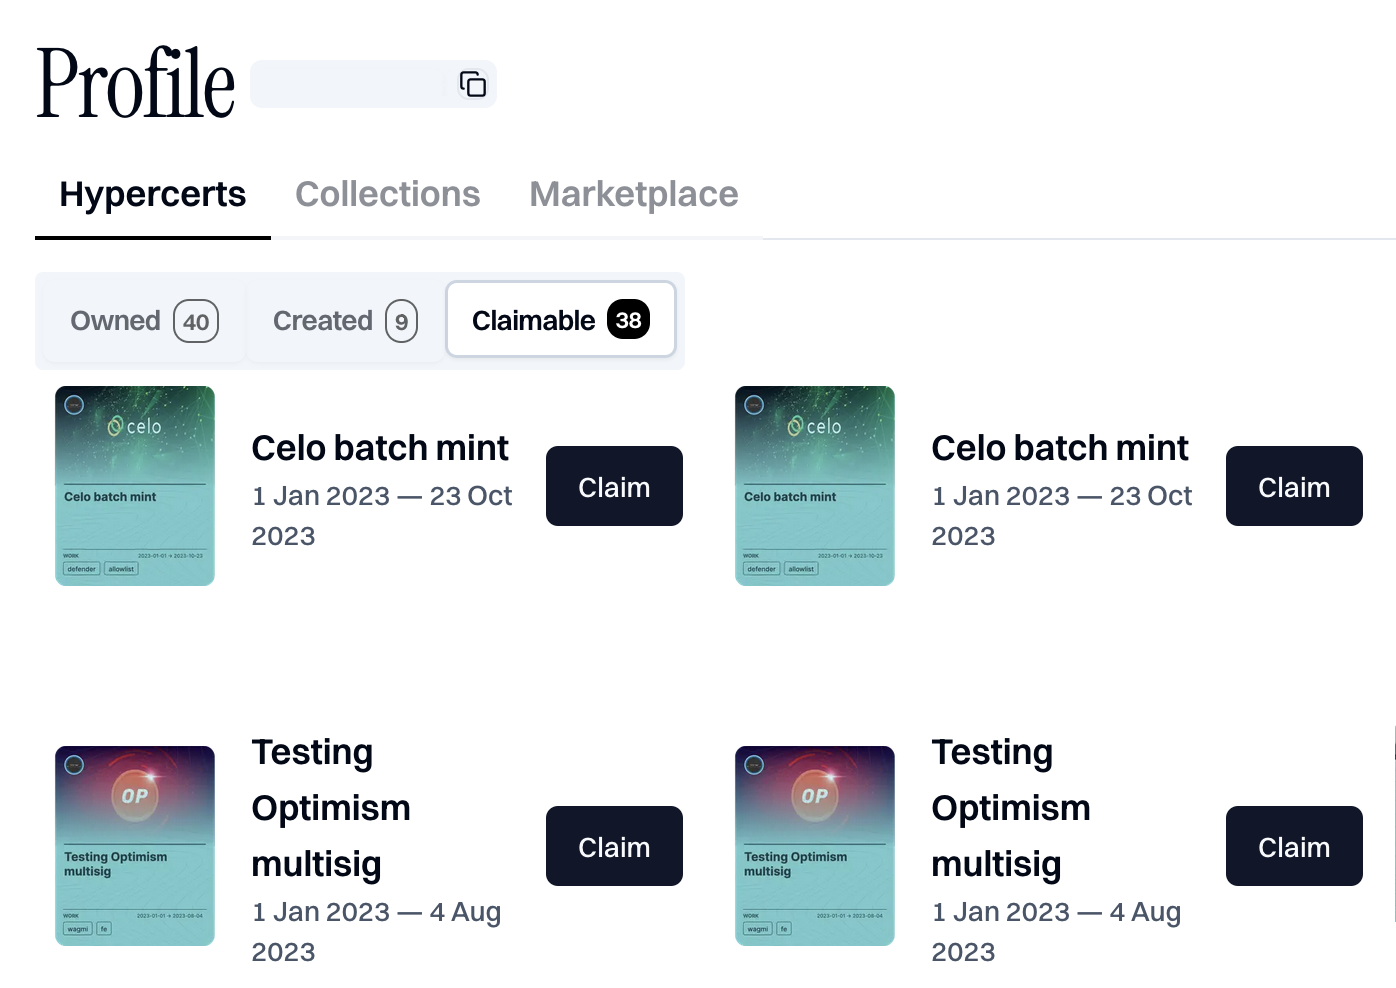 Profile
Hypercerts Collections Marketplace
Owned 40 Created 9 Claimable 38
celo
Celo batch mint
WORK 2023-01-01 → 2023-10-23
defender allowlist
Celo batch mint
1 Jan 2023 — 23 Oct
2023
Claim
celo
Celo batch mint
WORK 2023-01-01 → 2023-10-23
defender allowlist
Celo batch mint
1 Jan 2023 — 23 Oct
2023
Claim
OP
Testing Optimism
multisig
WORK 2023-01-01 → 2023-08-04
wagmi fe
Testing
Optimism
multisig
1 Jan 2023 — 4 Aug
2023
Claim
OP
Testing Optimism
multisig
WORK 2023-01-01 → 2023-08-04
wagmi fe
Testing
Optimism
multisig
1 Jan 2023 — 4 Aug
2023
Claim